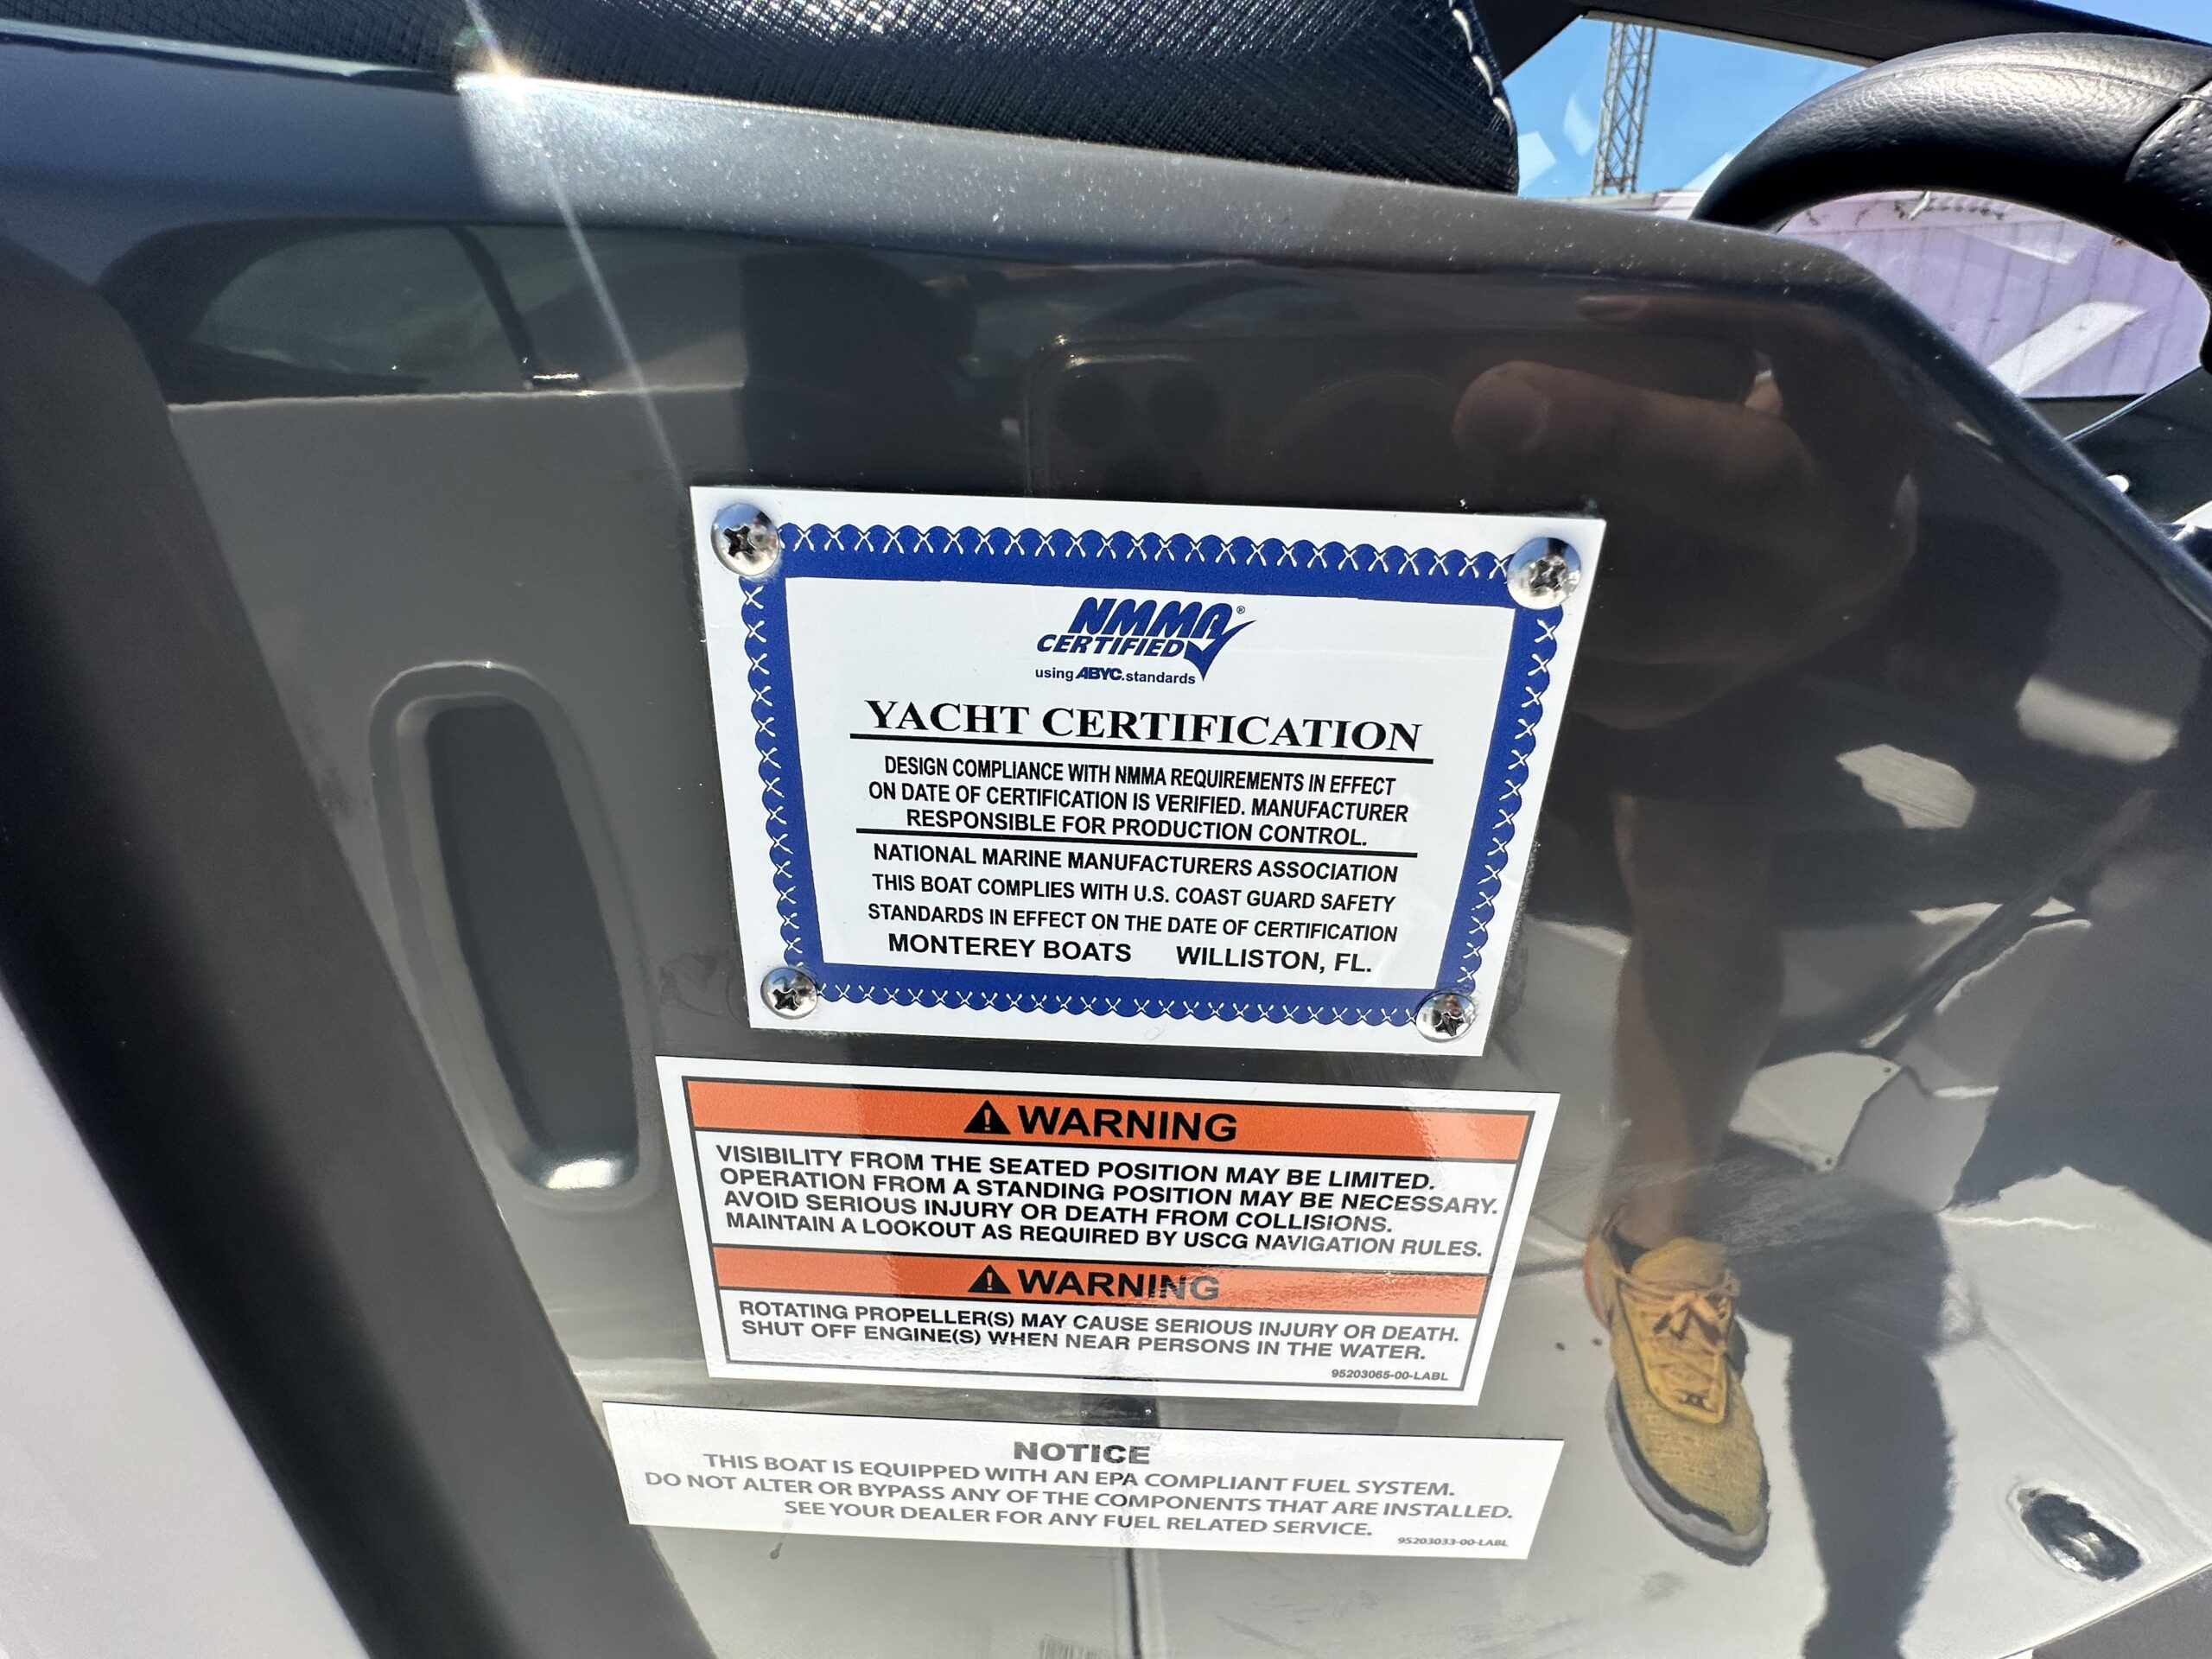 NMMA®
CERTIFIED
using ABYC. standards
YACHT CERTIFICATION
DESIGN COMPLIANCE WITH NMMA REQUIREMENTS IN EFFECT
ON DATE OF CERTIFICATION IS VERIFIED. MANUFACTURER
RESPONSIBLE FOR PRODUCTION CONTROL.
NATIONAL MARINE MANUFACTURERS ASSOCIATION
THIS BOAT COMPLIES WITH U.S. COAST GUARD SAFETY
STANDARDS IN EFFECT ON THE DATE OF CERTIFICATION
MONTEREY BOATS WILLISTON, FL.
WARNING
VISIBILITY FROM THE SEATED POSITION MAY BE LIMITED.
OPERATION FROM A STANDING POSITION MAY BE NECESSARY.
AVOID SERIOUS INJURY OR DEATH FROM COLLISIONS.
MAINTAIN A LOOKOUT AS REQUIRED BY USCG NAVIGATION RULES.
WARNING
ROTATING PROPELLER(S) MAY CAUSE SERIOUS INJURY OR DEATH.
SHUT OFF ENGINE(S) WHEN NEAR PERSONS IN THE WATER.
95203065-00-LABL
NOTICE
THIS BOAT IS EQUIPPED WITH AN EPA COMPLIANT FUEL SYSTEM.
DO NOT ALTER OR BYPASS ANY OF THE COMPONENTS THAT ARE INSTALLED.
SEE YOUR DEALER FOR ANY FUEL RELATED SERVICE.
95203033-00-LABL